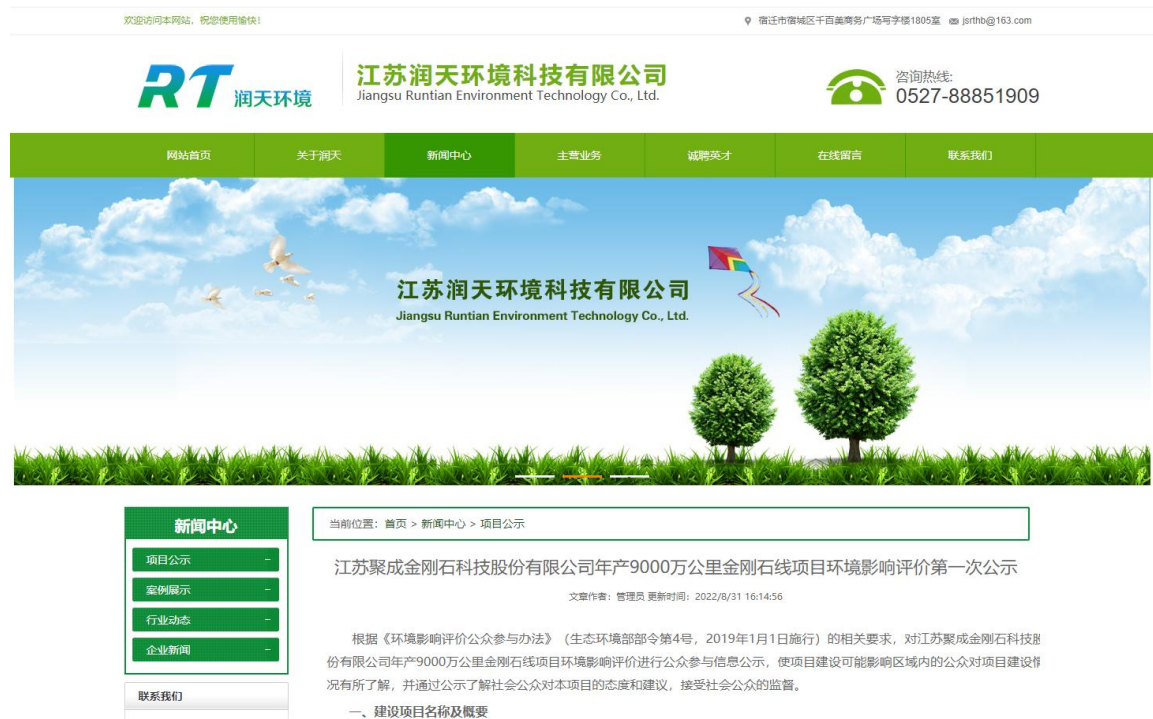 欢迎访问本网站，祝您使用愉快！
宿迁市宿城区千百美商务广场写字楼1805室 jsrthb@163.com
RT 润天环境
江苏润天环境科技有限公司
Jiangsu Runtian Environment Technology Co., Ltd.
咨询热线:
0527-88851909
网站首页 关于润天 新闻中心 主营业务 诚聘英才 在线留言 联系我们
江苏润天环境科技有限公司
Jiangsu Runtian Environment Technology Co., Ltd.
新闻中心
项目公示 -
案例展示 -
行业动态 -
企业新闻 -
联系我们
当前位置：首页 > 新闻中心 > 项目公示
江苏聚成金刚石科技股份有限公司年产9000万公里金刚石线项目环境影响评价第一次公示
文章作者：管理员 更新时间：2022/8/31 16:14:56
根据《环境影响评价公众参与办法》（生态环境部部令第4号，2019年1月1日施行）的相关要求，对江苏聚成金刚石科技股
份有限公司年产9000万公里金刚石线项目环境影响评价进行公众参与信息公示，使项目建设可能影响区域内的公众对项目建设情
况有所了解，并通过公示了解社会公众对本项目的态度和建议，接受社会公众的监督。
一、建设项目名称及概要